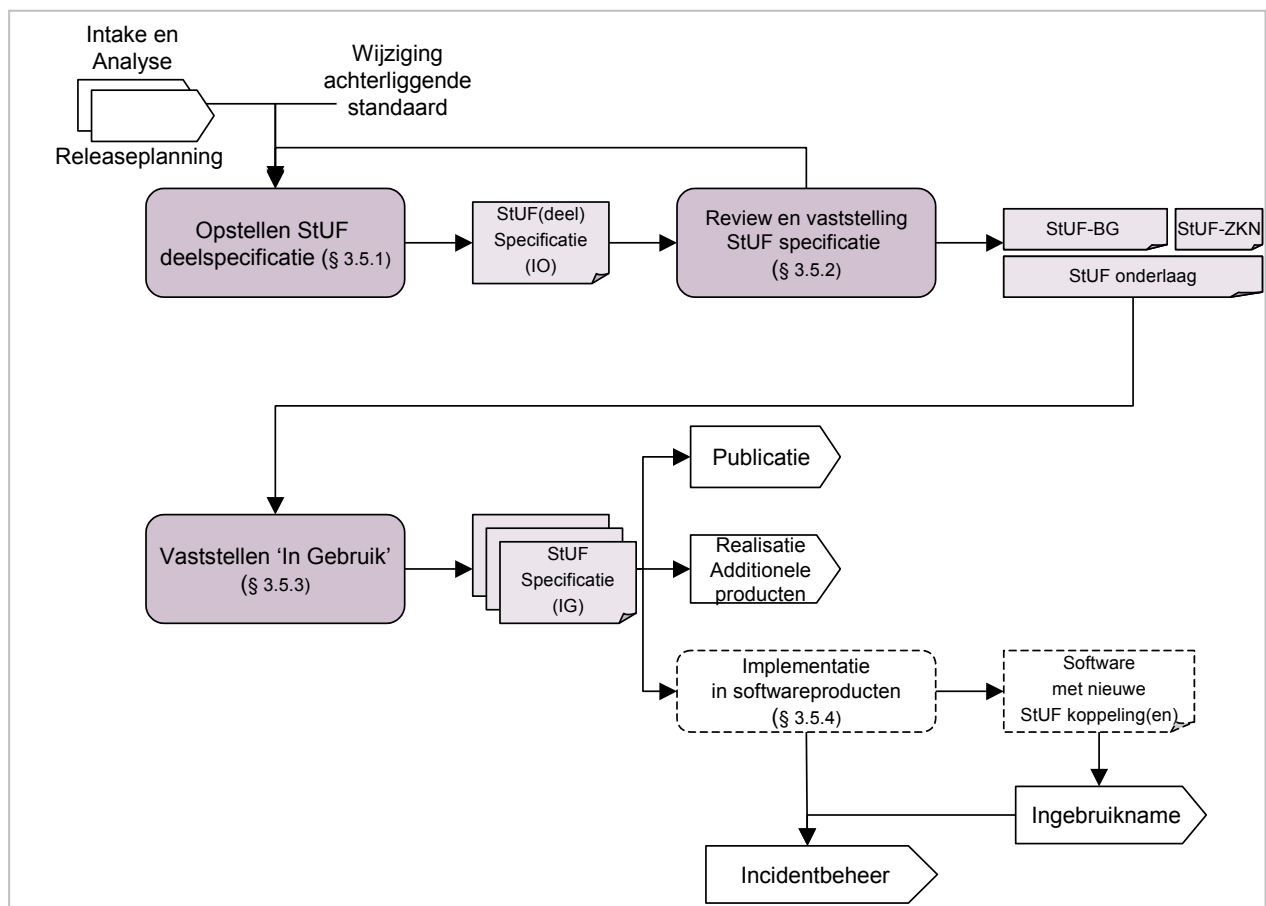 Intake en
Analyse
Wijziging
achterliggende
standaard
Releaseplanning
Opstellen StUF
deelspecificatie (§ 3.5.1)
StUF(deel)
Specificatie
(IO)
Review en vaststelling
StUF specificatie
(§ 3.5.2)
StUF-BG
StUF-ZKN
StUF onderlaag
Vaststellen ‘In Gebruik’
(§ 3.5.3)
StUF
Specificatie
(IG)
Publicatie
Realisatie
Additionele
producten
Implementatie
in softwareproducten
(§ 3.5.4)
Software
met nieuwe
StUF koppeling(en)
Ingebruikname
Incidentbeheer